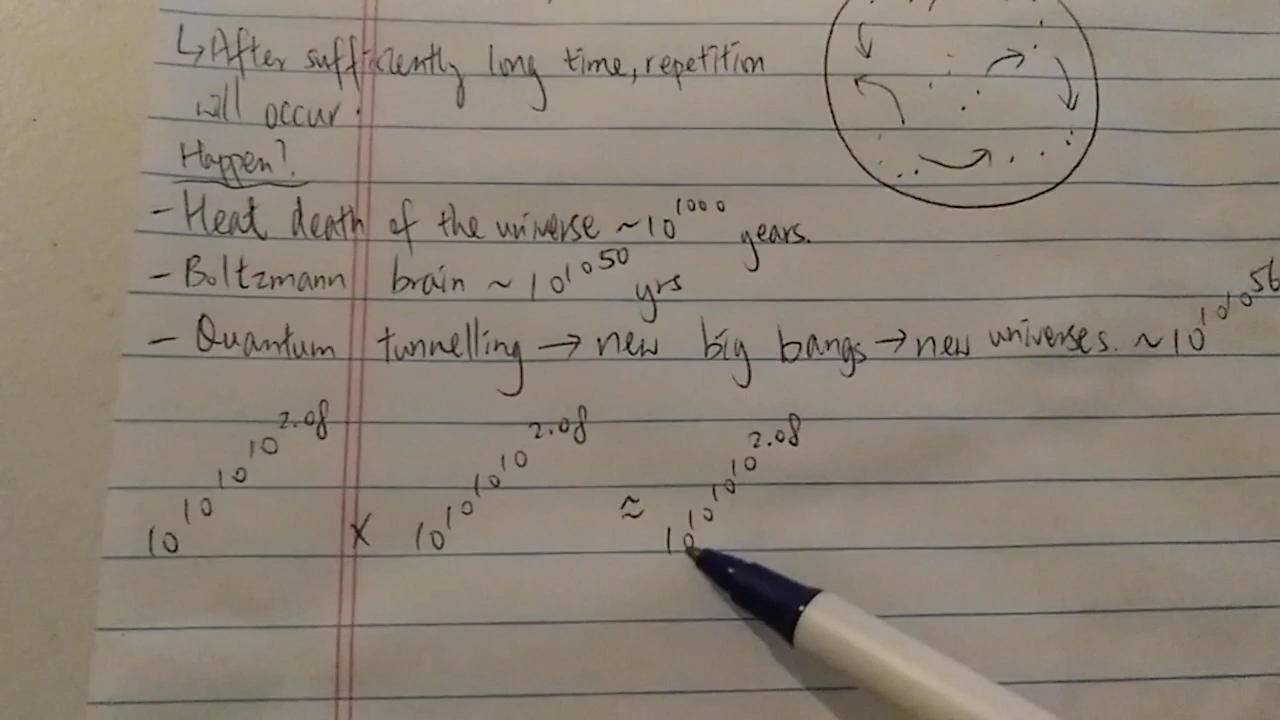 ↳After sufficiently long time, repetition
will occur.
Happen?
- Heat death of the universe ~10^1000 years.
- Boltzmann brain ~ 10^10^50 yrs
- Quantum tunnelling → new big bangs → new universes. ~10^10^10^56
10^10^10^10^2.08 × 10^10^10^10^2.08 ≈ 10^10^10^10^2.08